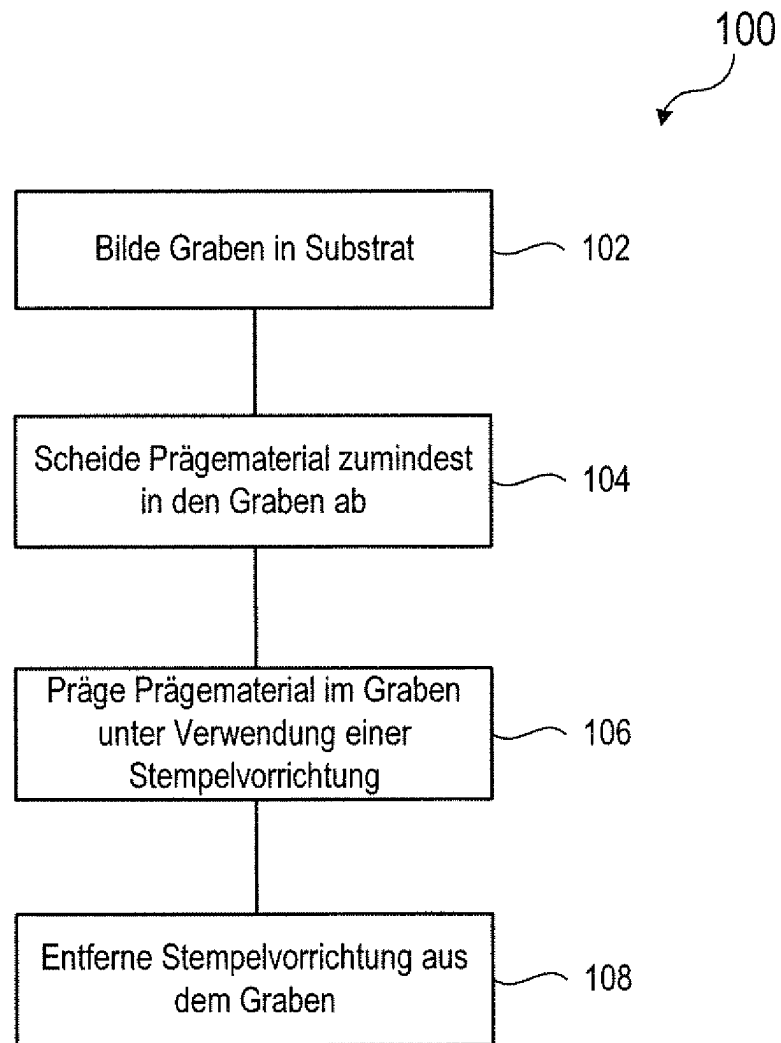 100
Bilde Graben in Substrat
102
Scheide Prägematerial zumindest
in den Graben ab
104
Präge Prägematerial im Graben
unter Verwendung einer
Stempelvorrichtung
106
Entferne Stempelvorrichtung aus
dem Graben
108